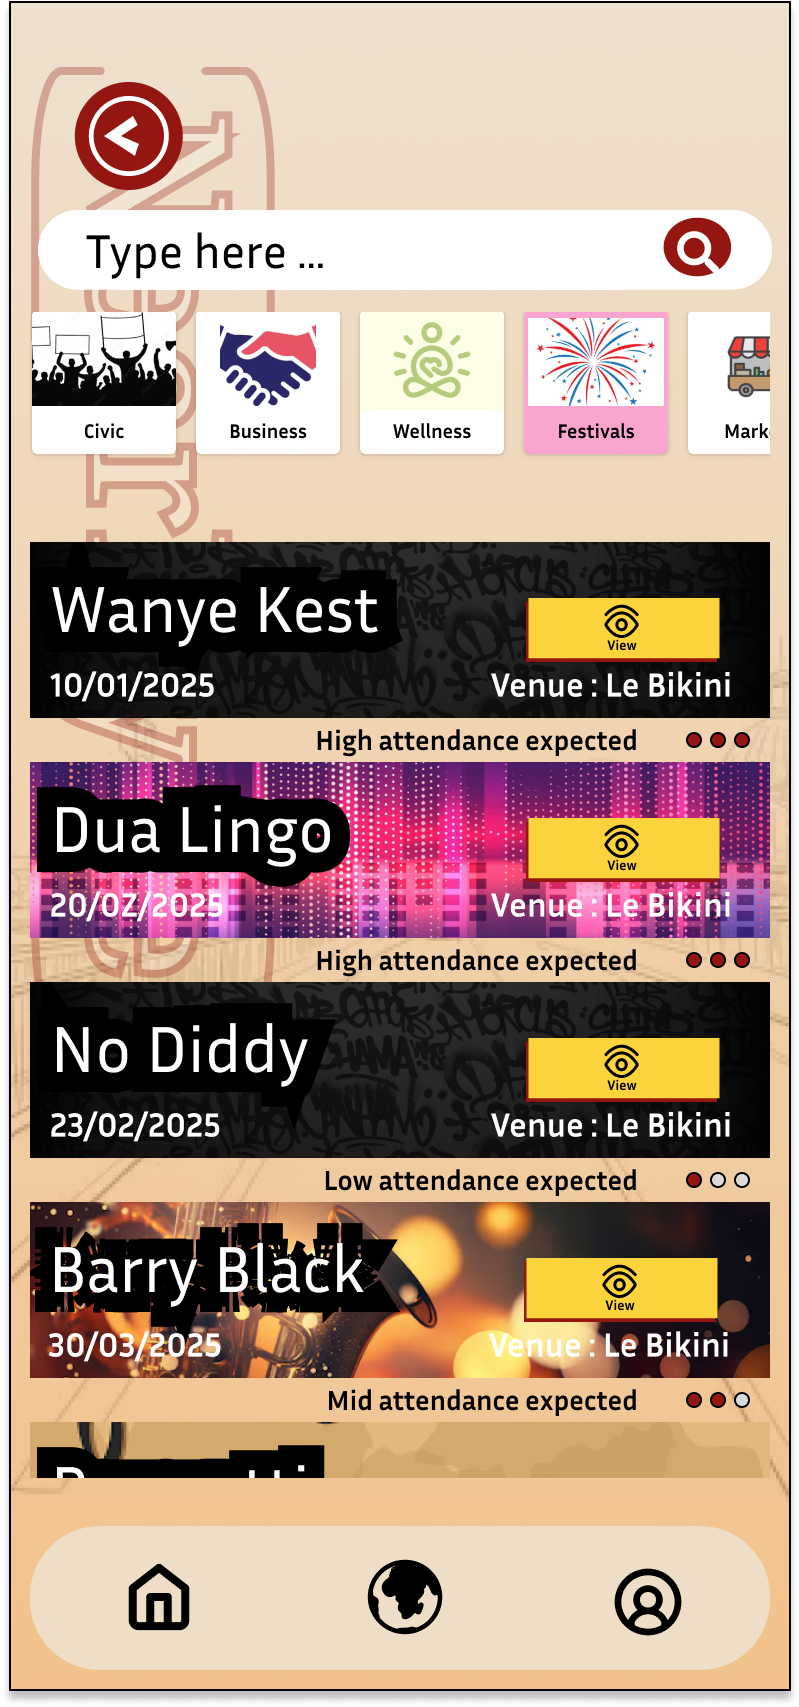 Type here ...
Civic
Business
Wellness
Festivals
Mark
Wanye Kest
View
10/01/2025
Venue : Le Bikini
High attendance expected
Dua Lingo
View
20/02/2025
Venue : Le Bikini
High attendance expected
No Diddy
View
23/02/2025
Venue : Le Bikini
Low attendance expected
Barry Black
View
30/03/2025
Venue : Le Bikini
Mid attendance expected